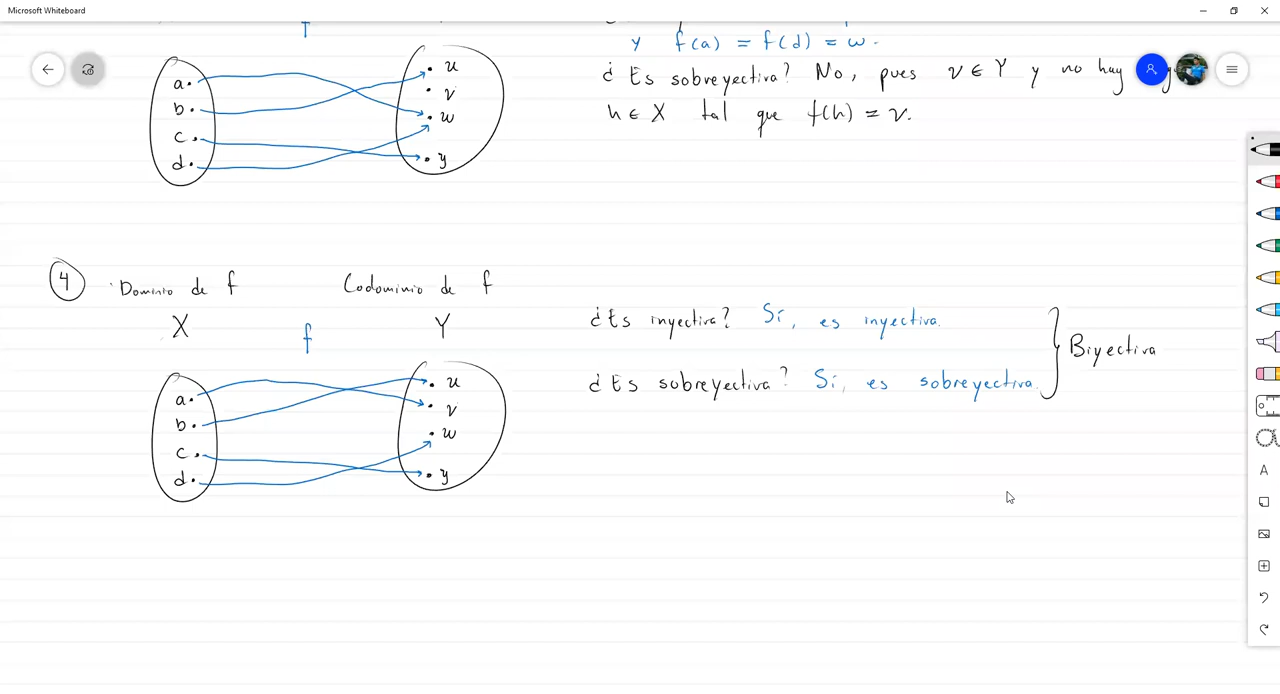 Microsoft Whiteboard
f
y f(a) = f(d) = w.
¿Es sobreyectiva? No, pues v ∈ Y y no hay
h ∈ X tal que f(h) = v.
a
b
c
d
u
v
w
y
4 Dominio de f Codominio de f
X f Y
¿Es inyectiva? Sí, es inyectiva.
¿Es sobreyectiva? Sí, es sobreyectiva.
Biyectiva
a
b
c
d
u
v
w
y
A